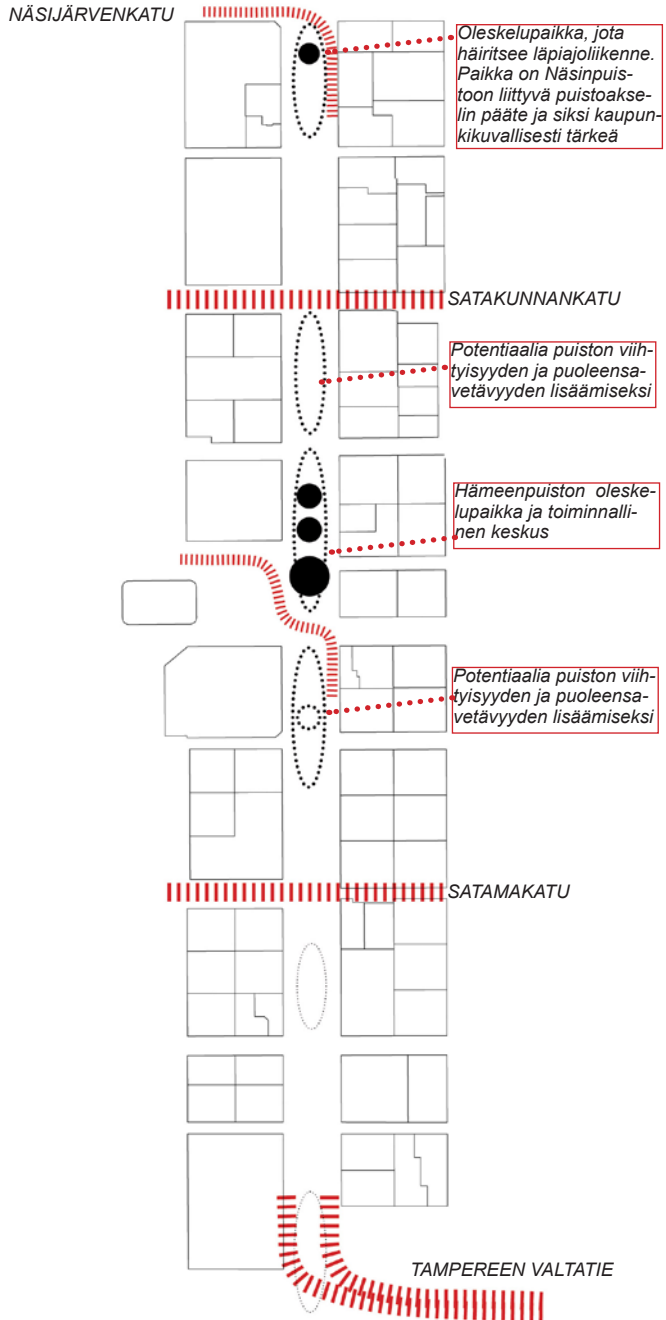 NÄSIJÄRVENKATU
Oleskelupaikka, jota
häiritsee läpiajoliikenne.
Paikka on Näsinpuis-
toon liittyvä puistoakse-
lin pääte ja siksi kaupun-
kikuvallisesti tärkeä
SATAKUNNANKATU
Potentiaalia puiston viih-
tyisyyden ja puoleensa-
vetävyyden lisäämiseksi
Hämeenpuiston oleske-
lupaikka ja toiminnalli-
nen keskus
Potentiaalia puiston viih-
tyisyyden ja puoleensa-
vetävyyden lisäämiseksi
SATAMAKATU
TAMPEREEN VALTATIE